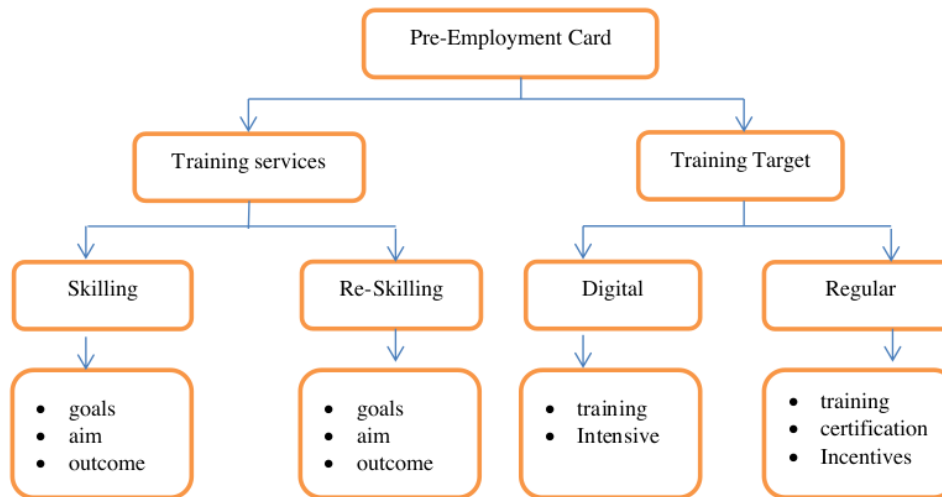 Pre-Employment Card
Training services
Training Target
Skilling
Re-Skilling
Digital
Regular
• goals
• aim
• outcome
• goals
• aim
• outcome
• training
• Intensive
• training
• certification
• Incentives